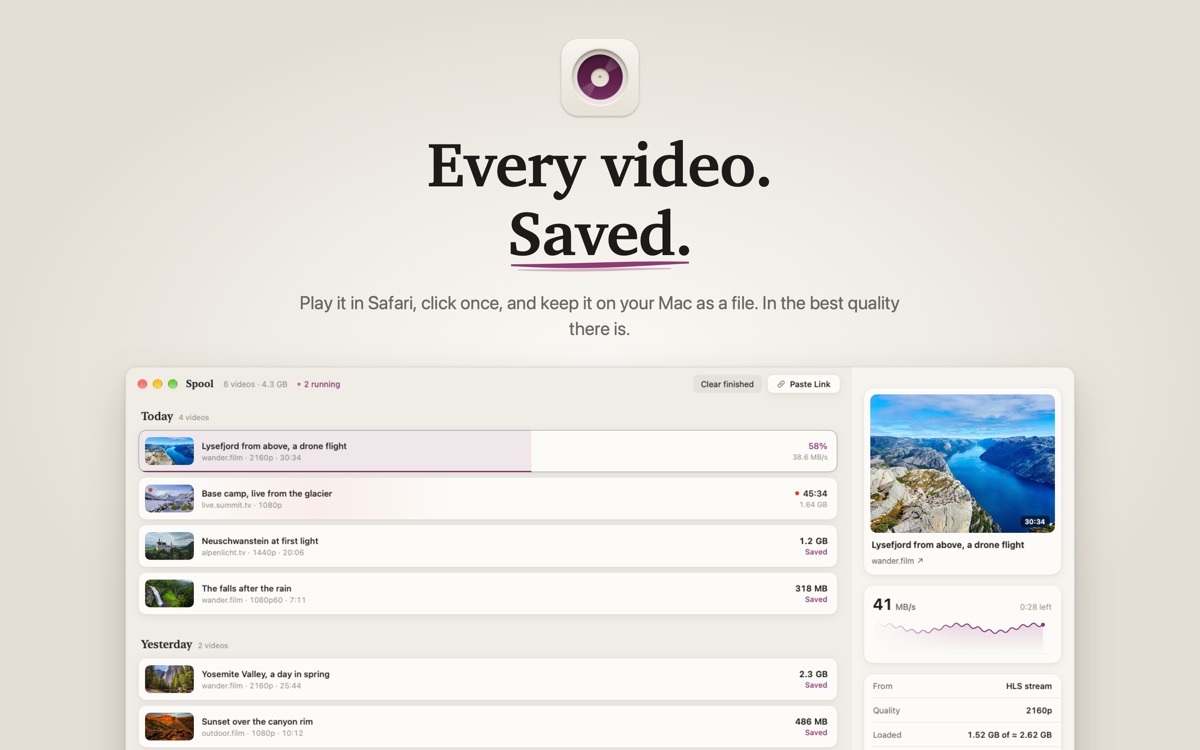 Every video.
Saved.
Play it in Safari, click once, and keep it on your Mac as a file. In the best quality
there is.
Spool 6 videos · 4.3 GB • 2 running
Clear finished
Paste Link
Today 4 videos
Lysefjord from above, a drone flight
wander.film · 2160p · 30:34
58%
38.6 MB/s
Base camp, live from the glacier
live.summit.tv · 1080p
45:34
1.64 GB
Neuschwanstein at first light
alpenlicht.tv · 1440p · 20:06
1.2 GB
Saved
The falls after the rain
wander.film · 1080p60 · 7:11
318 MB
Saved
Yesterday 2 videos
Yosemite Valley, a day in spring
wander.film · 2160p · 25:44
2.3 GB
Saved
Sunset over the canyon rim
outdoor.film · 1080p · 10:12
486 MB
Saved
30:34
Lysefjord from above, a drone flight
wander.film ↗
41 MB/s
0:28 left
From HLS stream
Quality 2160p
Loaded 1.52 GB of ≈ 2.62 GB